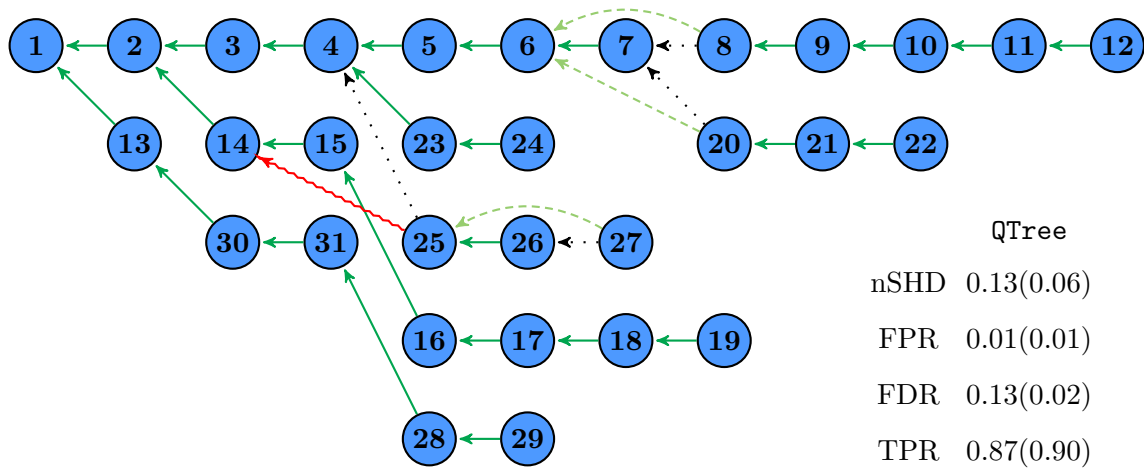 1 2 3 4 5 6 7 8 9 10 11 12
13 14 15 23 24 20 21 22
30 31 25 26 27
QTree
nSHD 0.13(0.06)
16 17 18 19
FPR 0.01(0.01)
FDR 0.13(0.02)
28 29
TPR 0.87(0.90)